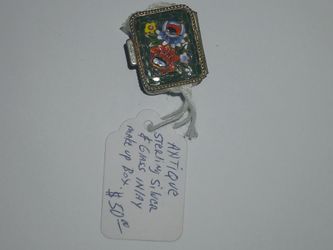 ANTIQUE
STERLING SILVER
& GLASS INLAY
MAKE UP BOX.
$50.00